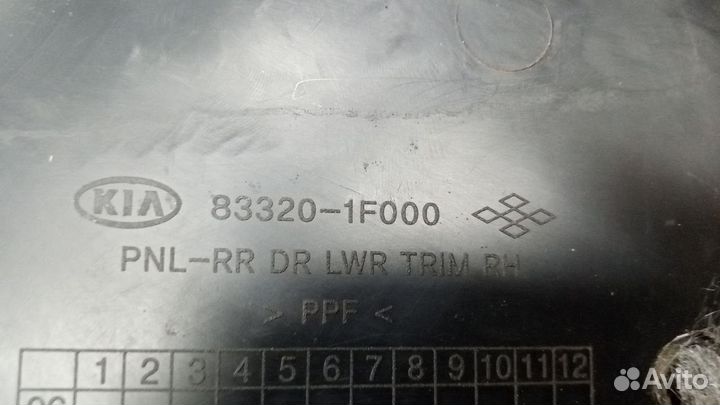 KIA 83320-1F000
PNL-RR DR LWR TRIM RH
> PPF <
1 2 3 4 5 6 7 8 9 10 11 12
Avito